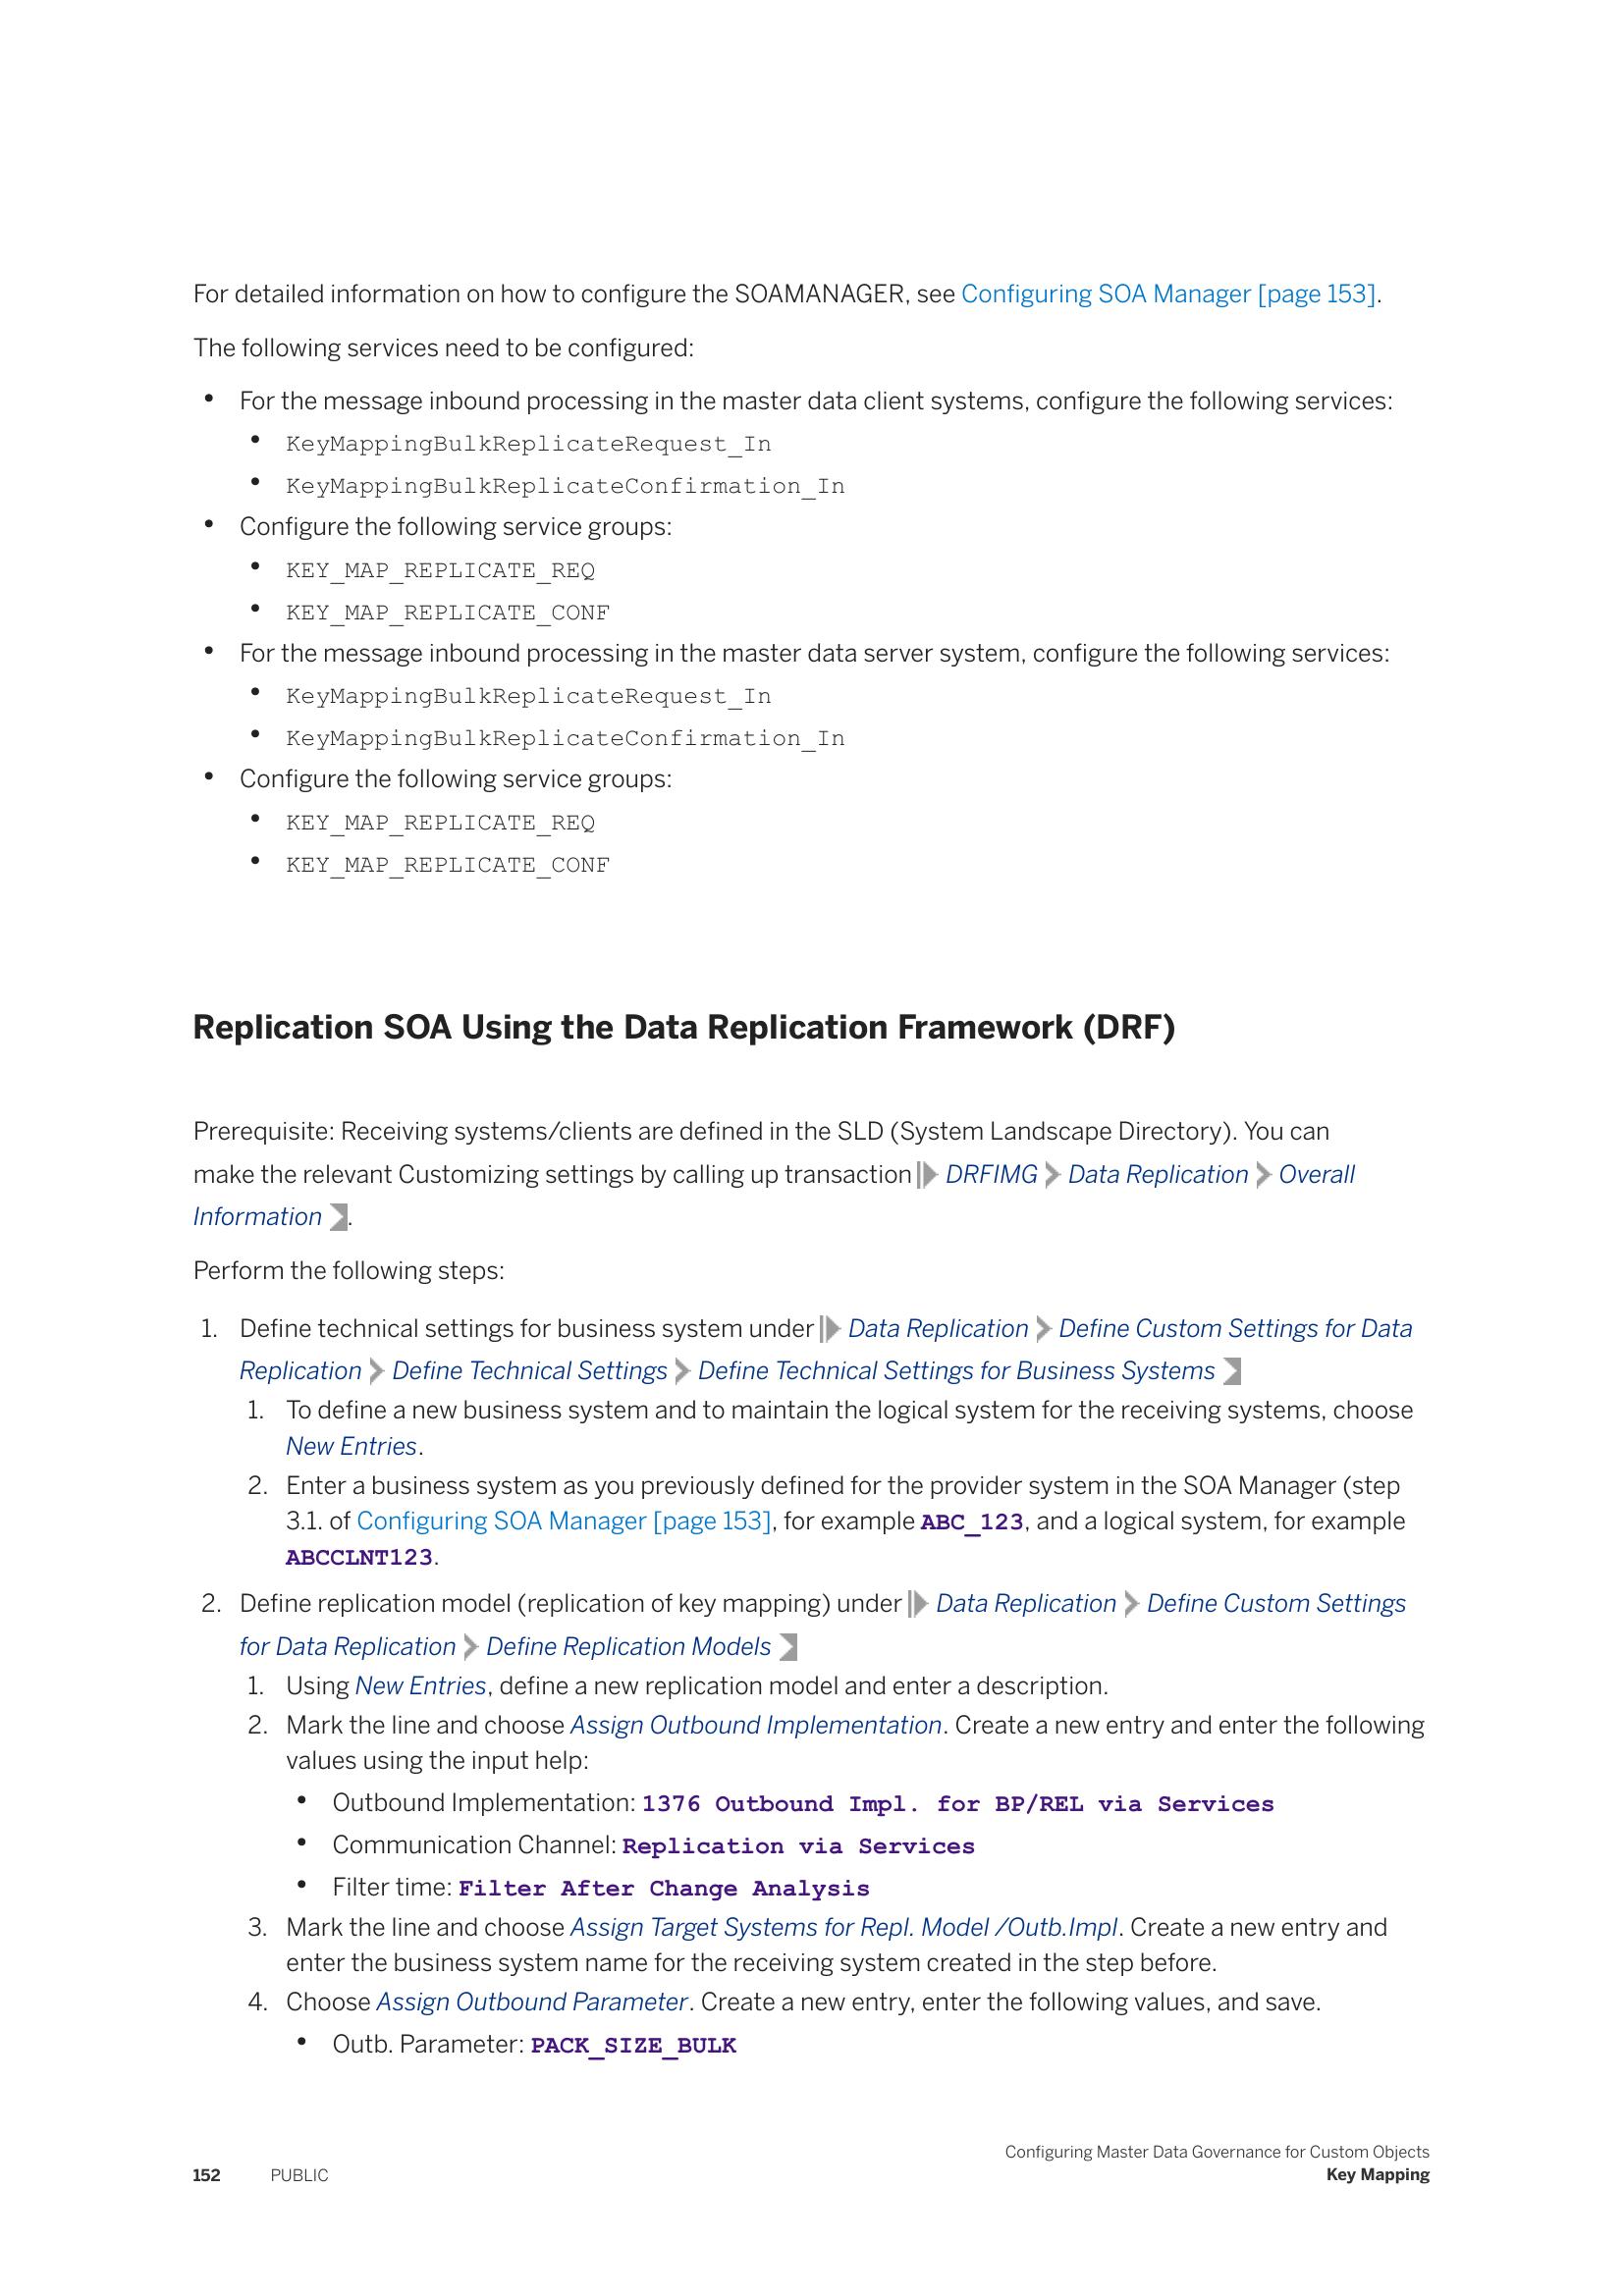 For detailed information on how to configure the SOAMANAGER, see Configuring SOA Manager [page 153].
The following services need to be configured:
• For the message inbound processing in the master data client systems, configure the following services:
• KeyMappingBulkReplicateRequest_In
• KeyMappingBulkReplicateConfirmation_In
• Configure the following service groups:
• KEY_MAP_REPLICATE_REQ
• KEY_MAP_REPLICATE_CONF
• For the message inbound processing in the master data server system, configure the following services:
• KeyMappingBulkReplicateRequest_In
• KeyMappingBulkReplicateConfirmation_In
• Configure the following service groups:
• KEY_MAP_REPLICATE_REQ
• KEY_MAP_REPLICATE_CONF
Replication SOA Using the Data Replication Framework (DRF)
Prerequisite: Receiving systems/clients are defined in the SLD (System Landscape Directory). You can
make the relevant Customizing settings by calling up transaction DRFIMG Data Replication Overall
Information .
Perform the following steps:
1. Define technical settings for business system under Data Replication Define Custom Settings for Data
Replication Define Technical Settings Define Technical Settings for Business Systems
1. To define a new business system and to maintain the logical system for the receiving systems, choose
New Entries.
2. Enter a business system as you previously defined for the provider system in the SOA Manager (step
3.1. of Configuring SOA Manager [page 153], for example ABC_123, and a logical system, for example
ABCCLNT123.
2. Define replication model (replication of key mapping) under Data Replication Define Custom Settings
for Data Replication Define Replication Models
1. Using New Entries, define a new replication model and enter a description.
2. Mark the line and choose Assign Outbound Implementation. Create a new entry and enter the following
values using the input help:
• Outbound Implementation: 1376 Outbound Impl. for BP/REL via Services
• Communication Channel: Replication via Services
• Filter time: Filter After Change Analysis
3. Mark the line and choose Assign Target Systems for Repl. Model /Outb.Impl. Create a new entry and
enter the business system name for the receiving system created in the step before.
4. Choose Assign Outbound Parameter. Create a new entry, enter the following values, and save.
• Outb. Parameter: PACK_SIZE_BULK
Configuring Master Data Governance for Custom Objects
152 PUBLIC Key Mapping